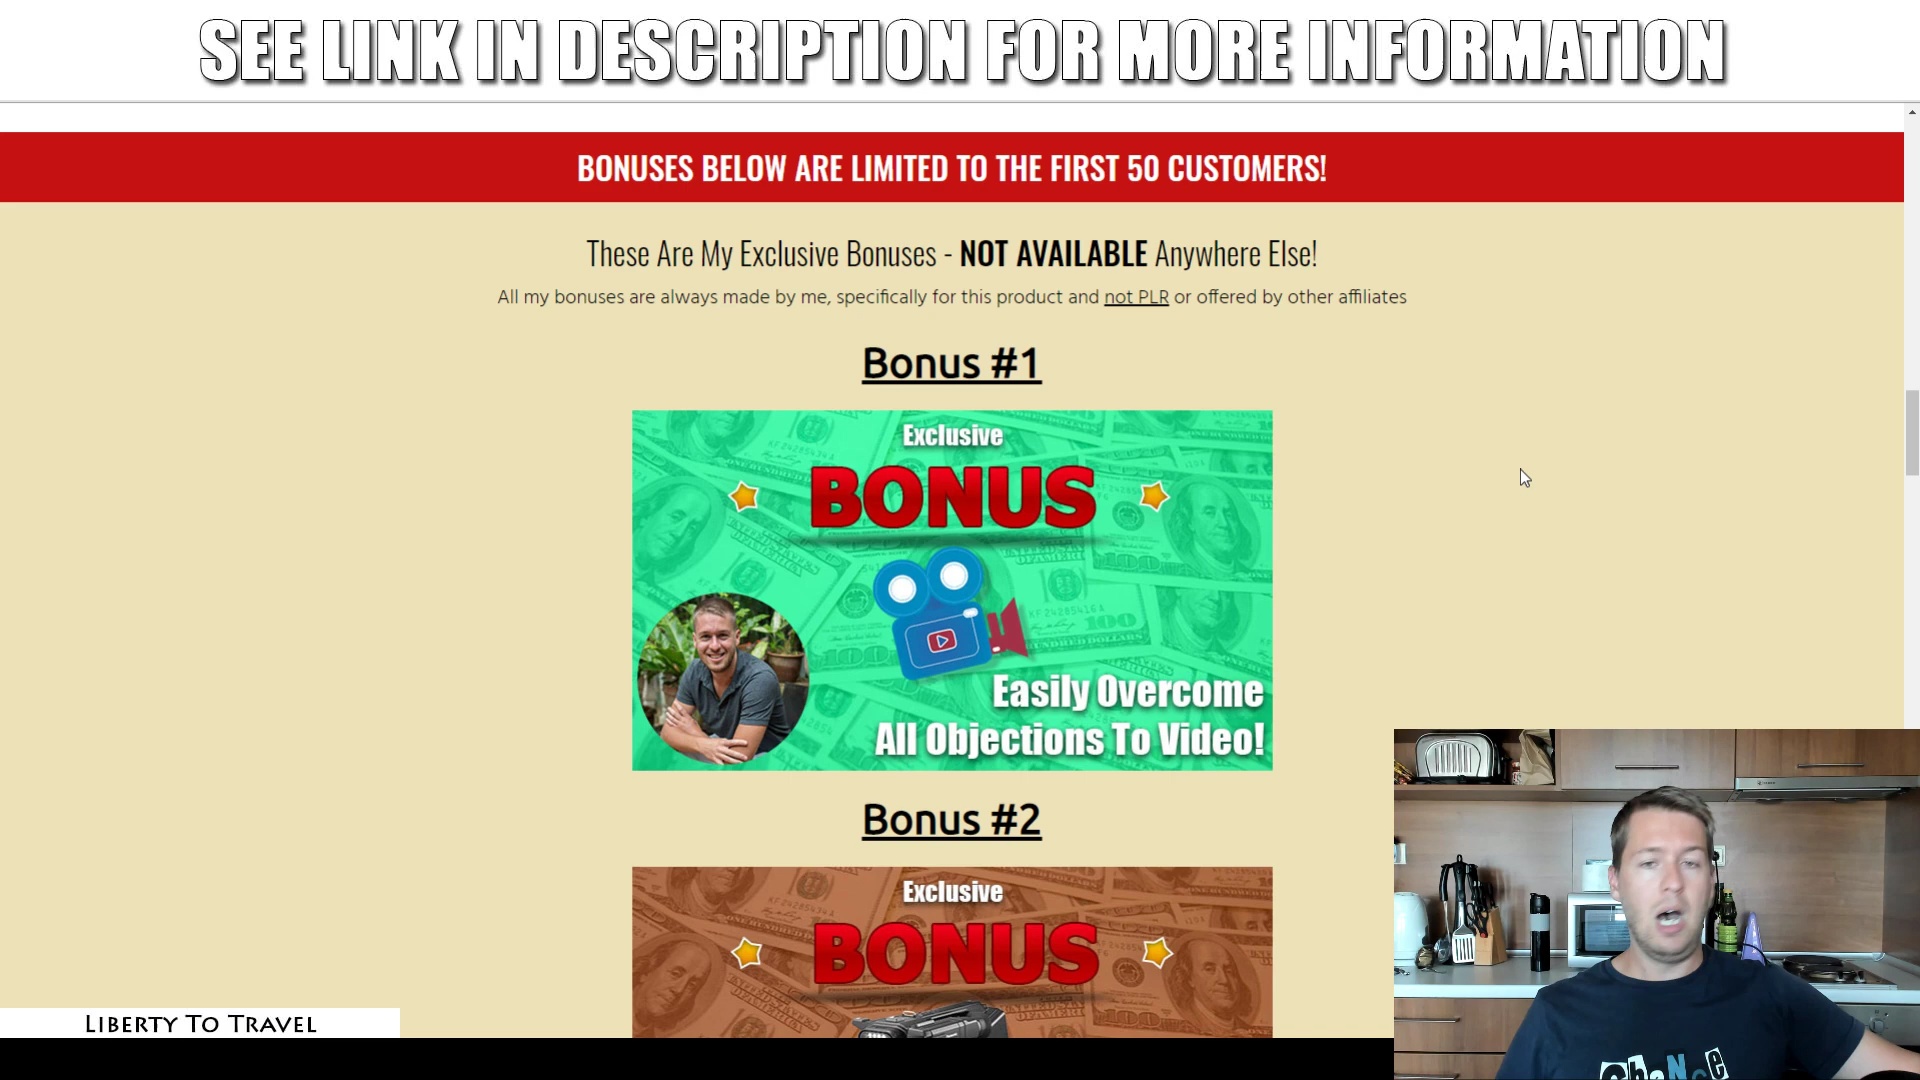 SEE LINK IN DESCRIPTION FOR MORE INFORMATION
BONUSES BELOW ARE LIMITED TO THE FIRST 50 CUSTOMERS!
These Are My Exclusive Bonuses - NOT AVAILABLE Anywhere Else!
All my bonuses are always made by me, specifically for this product and not PLR or offered by other affiliates
Bonus #1
Exclusive
BONUS
Easily Overcome
All Objections To Video!
Bonus #2
Exclusive
BONUS
LIBERTY TO TRAVEL
CHANGE